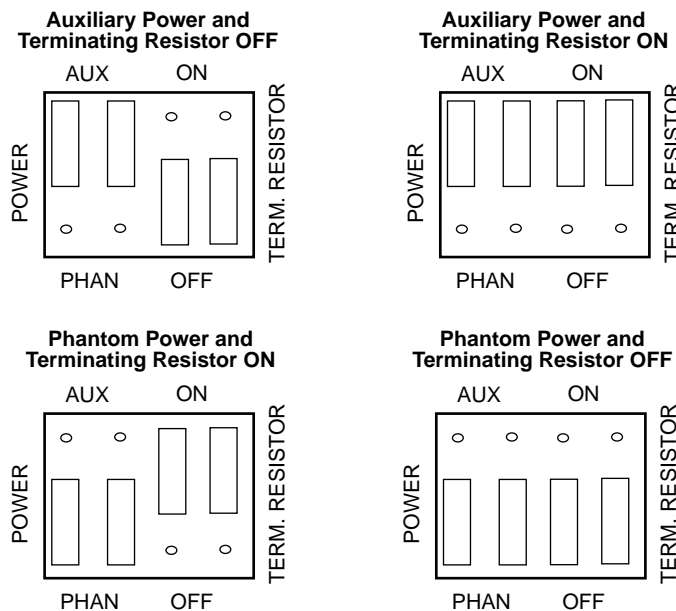 Auxiliary Power and
Terminating Resistor OFF
AUX ON
POWER
TERM. RESISTOR
PHAN OFF
Auxiliary Power and
Terminating Resistor ON
AUX ON
POWER
TERM. RESISTOR
PHAN OFF
Phantom Power and
Terminating Resistor ON
AUX ON
POWER
TERM. RESISTOR
PHAN OFF
Phantom Power and
Terminating Resistor OFF
AUX ON
POWER
TERM. RESISTOR
PHAN OFF